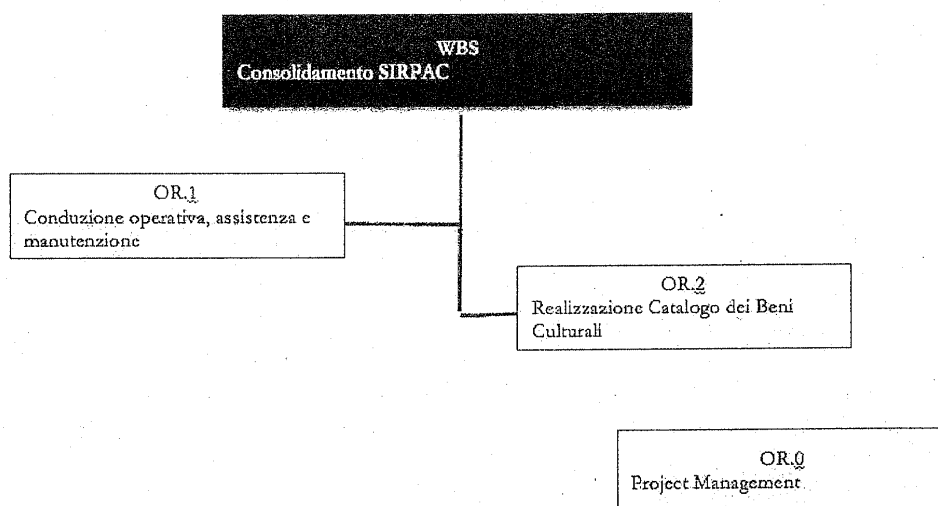 WBS
Consolidamento SIRPAC
OR.1
Conduzione operativa, assistenza e
manutenzione
OR.2
Realizzazione Catalogo dei Beni
Culturali
OR.0
Project Management